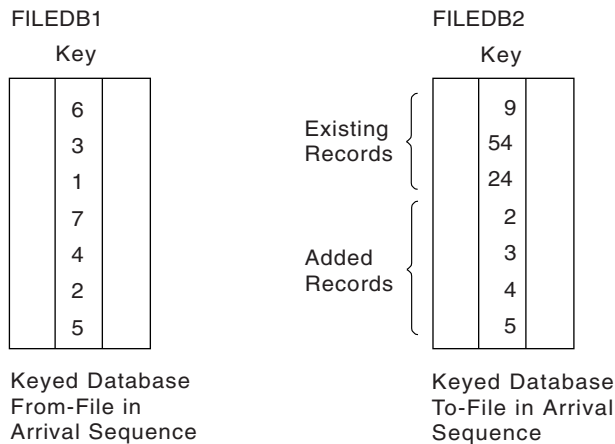 FILEDB1
Key
6
3
1
7
4
2
5
Keyed Database
From-File in
Arrival Sequence
FILEDB2
Key
Existing
Records
9
54
24
Added
Records
2
3
4
5
Keyed Database
To-File in Arrival
Sequence